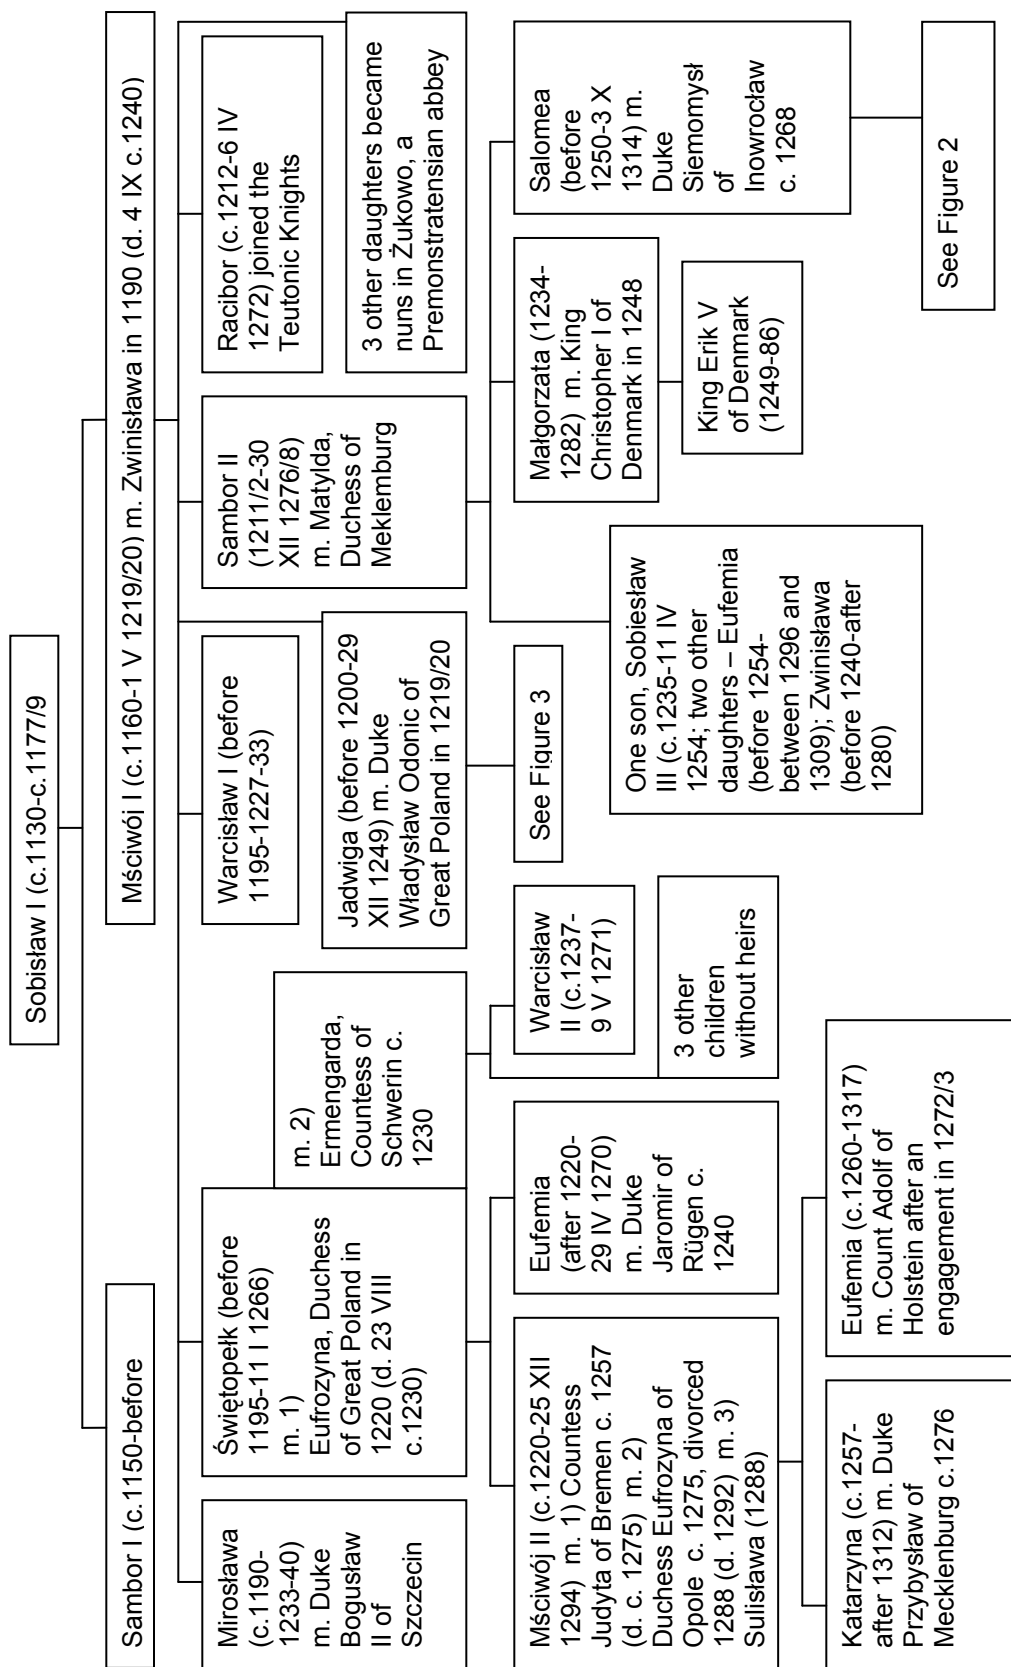 Sobisław I (c.1130-c.1177/9)
Sambor I (c.1150-before
Mściwój I (c.1160-1 V 1219/20) m. Zwinisława in 1190 (d. 4 IX c.1240)
Mirosława
(c.1190-
1233-40)
m. Duke
Bogusław
II of
Szczecin
Świętopełk (before
1195-11 I 1266)
m. 1)
Eufrozyna, Duchess
of Great Poland in
1220 (d. 23 VIII
c.1230)
m. 2)
Ermengarda,
Countess of
Schwerin c.
1230
Warcisław I (before
1195-1227-33)
Jadwiga (before 1200-29
XII 1249) m. Duke
Władysław Odonic of
Great Poland in 1219/20
Sambor II
(1211/2-30
XII 1276/8)
m. Matylda,
Duchess of
Meklemburg
Racibor (c.1212-6 IV
1272) joined the
Teutonic Knights
3 other daughters became
nuns in Żukowo, a
Premonstratensian abbey
Mściwój II (c.1220-25 XII
1294) m. 1) Countess
Judyta of Bremen c. 1257
(d. c. 1275) m. 2)
Duchess Eufrozyna of
Opole c. 1275, divorced
1288 (d. 1292) m. 3)
Sulisława (1288)
Eufemia
(after 1220-
29 IV 1270)
m. Duke
Jaromir of
Rügen c.
1240
Warcisław
II (c.1237-
9 V 1271)
3 other
children
without heirs
See Figure 3
One son, Sobiesław
III (c.1235-11 IV
1254; two other
daughters – Eufemia
(before 1254-
between 1296 and
1309); Zwinisława
(before 1240-after
1280)
Małgorzata (1234-
1282) m. King
Christopher I of
Denmark in 1248
Salomea
(before
1250-3 X
1314) m.
Duke
Siemomysł
of
Inowrocław
c. 1268
King Erik V
of Denmark
(1249-86)
Katarzyna (c.1257-
after 1312) m. Duke
Przybysław of
Mecklenburg c.1276
Eufemia (c.1260-1317)
m. Count Adolf of
Holstein after an
engagement in 1272/3
See Figure 2